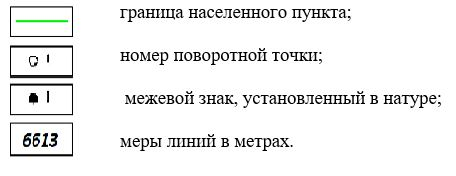 граница населенного пункта;
номер поворотной точки;
межевой знак, установленный в натуре;
6613 меры линий в метрах.